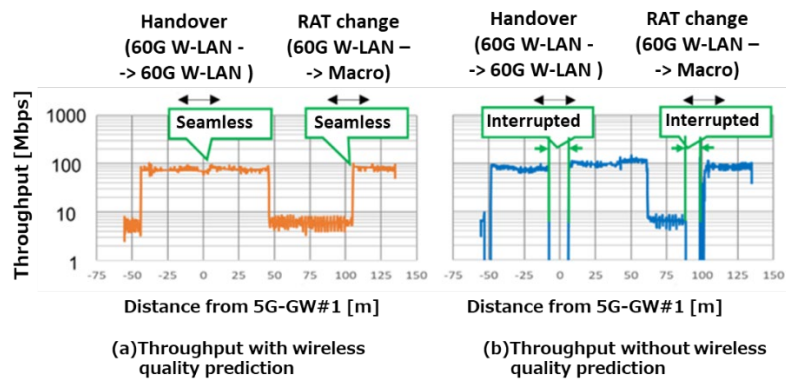 Handover
(60G W-LAN -
-> 60G W-LAN )
RAT change
(60G W-LAN –
-> Macro)
Throughput [Mbps]
1000
100
10
1
Seamless
Seamless
-75
-50
-25
0
25
50
75
100
125
150
Distance from 5G-GW#1 [m]
(a)Throughput with wireless
quality prediction
Handover
(60G W-LAN -
-> 60G W-LAN )
RAT change
(60G W-LAN –
-> Macro)
Interrupted
Interrupted
-75
-50
-25
0
25
50
75
100
125
150
Distance from 5G-GW#1 [m]
(b)Throughput without wireless
quality prediction